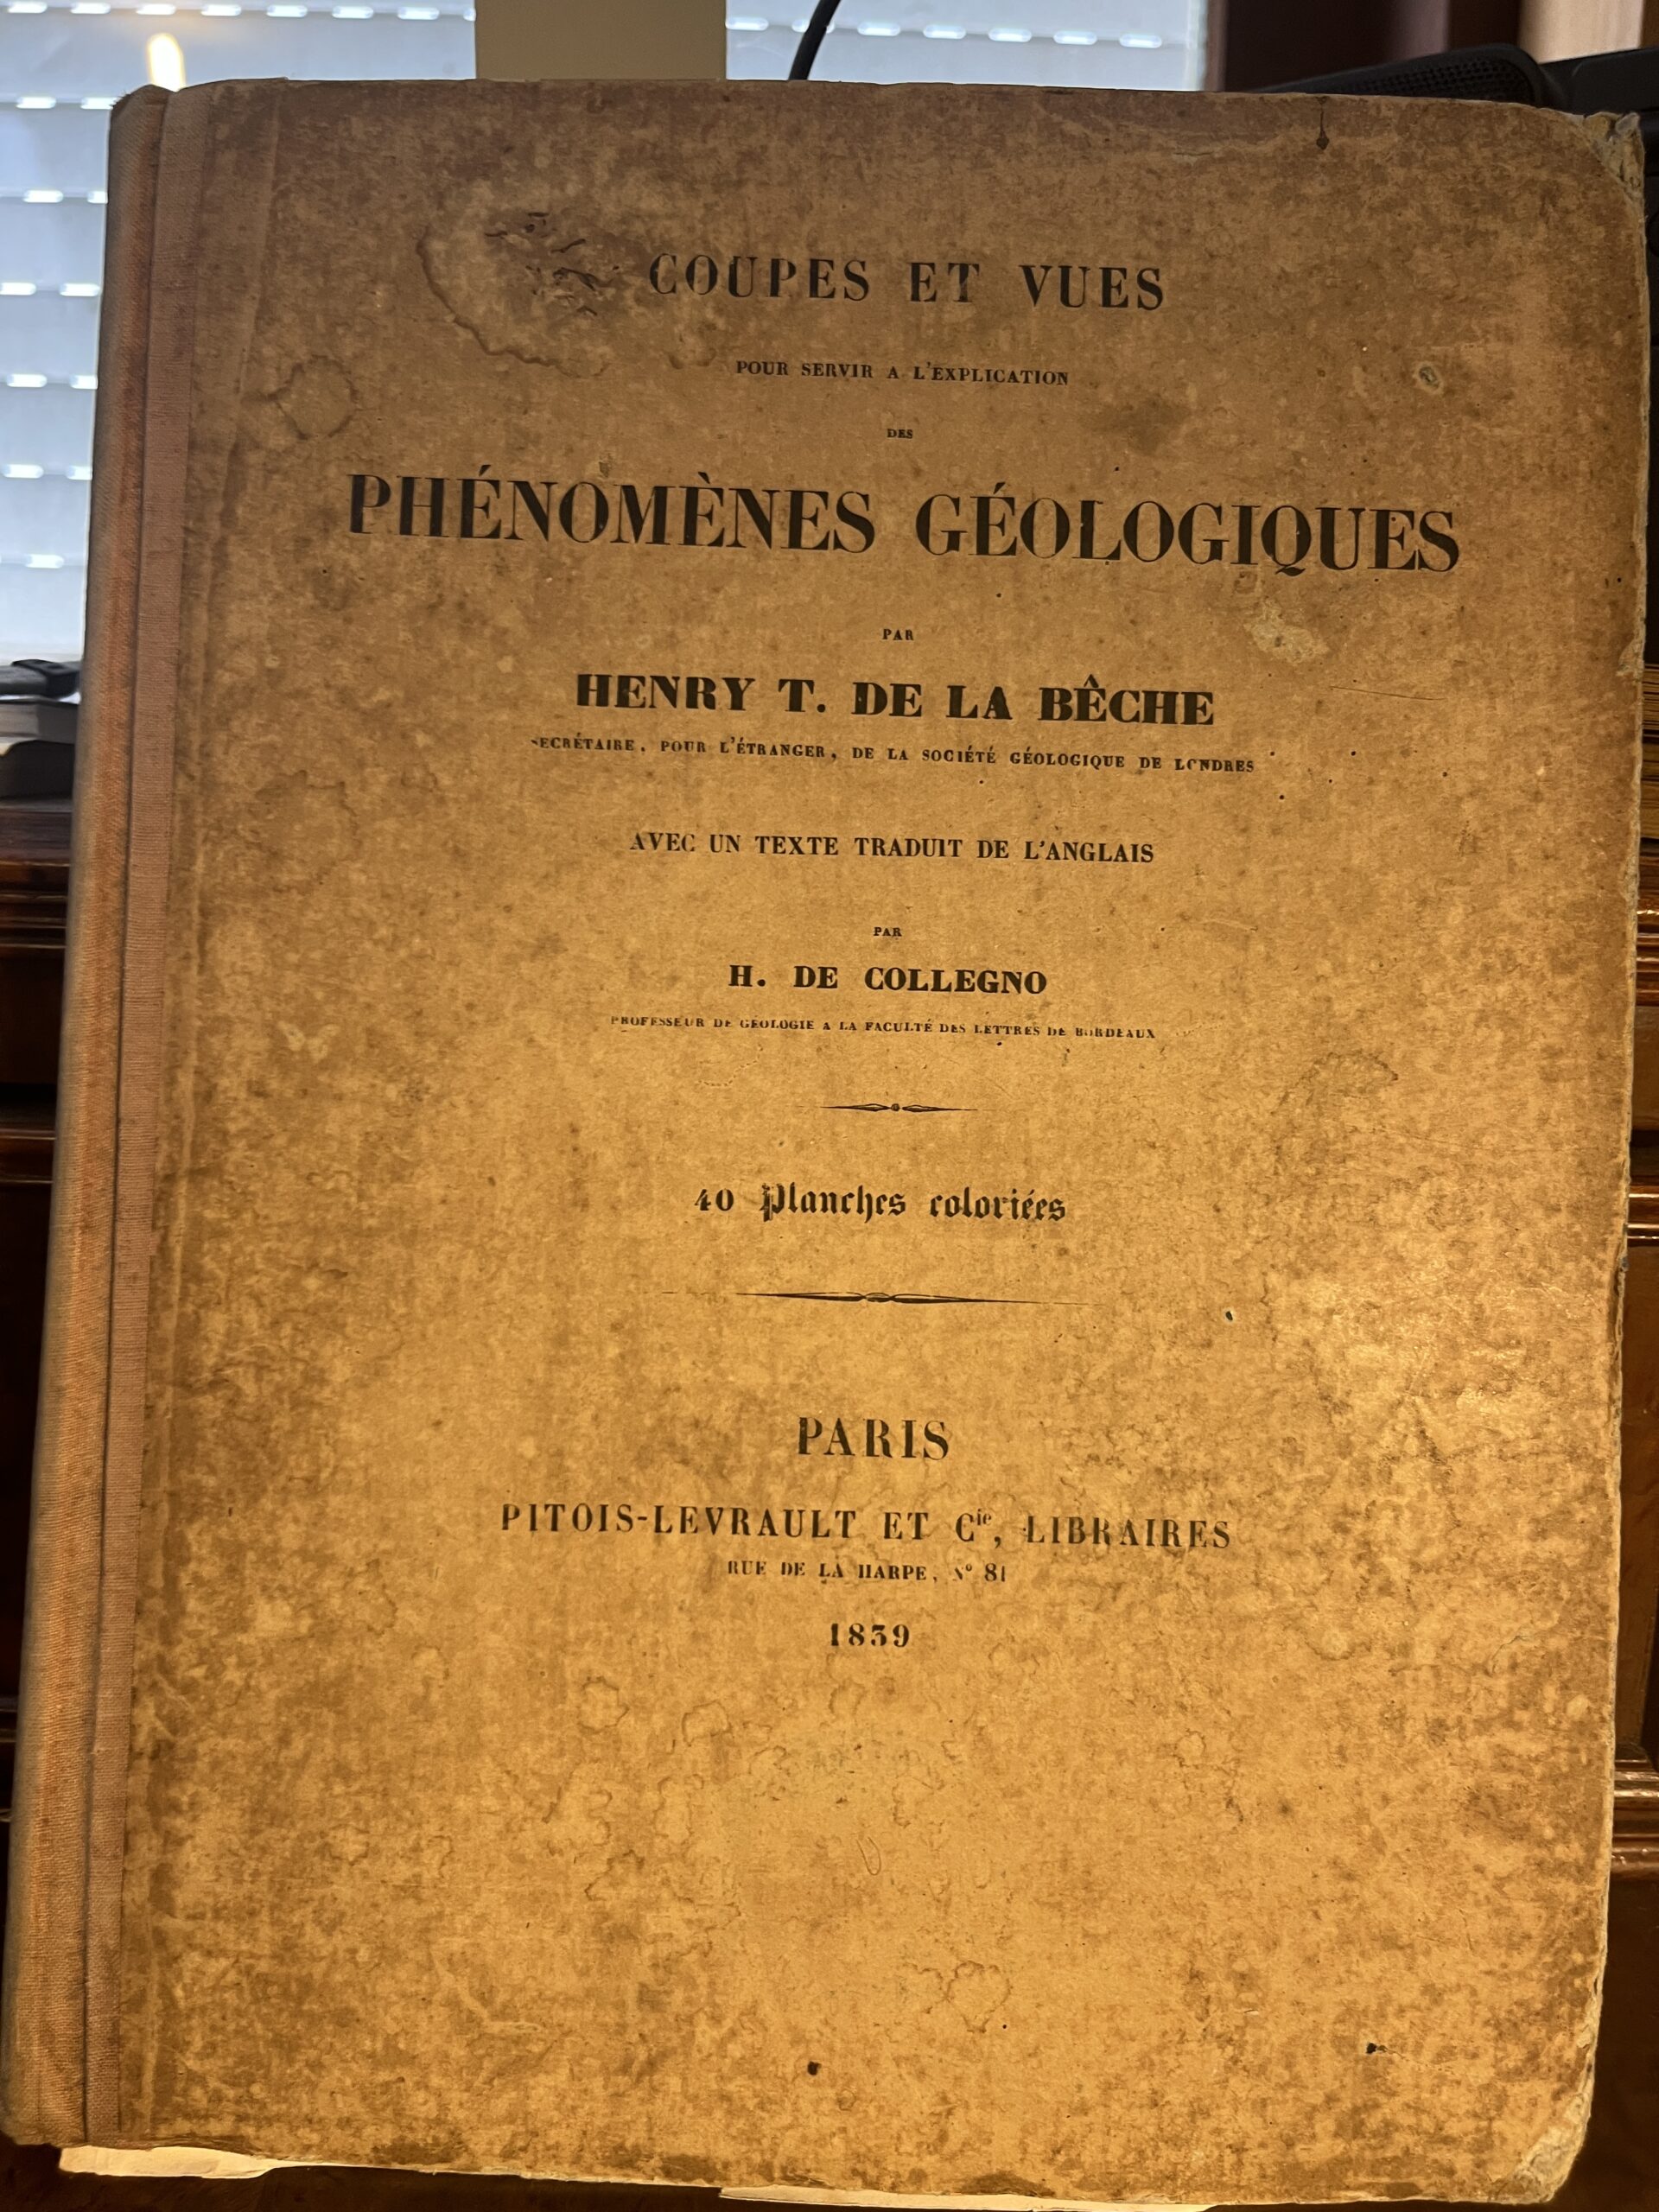 COUPES ET VUES
POUR SERVIR A L'EXPLICATION
DES
PHÉNOMÈNES GÉOLOGIQUES
PAR
HENRY T. DE LA BÊCHE
SECRÉTAIRE, POUR L'ÉTRANGER, DE LA SOCIÉTÉ GÉOLOGIQUE DE LONDRES
AVEC UN TEXTE TRADUIT DE L'ANGLAIS
PAR
H. DE COLLEGNO
PROFESSEUR DE GÉOLOGIE A LA FACULTÉ DES LETTRES DE BORDEAUX
40 Planches coloriées
PARIS
PITOIS-LEVRAULT ET Cie, LIBRAIRES
RUE DE LA HARPE, N° 81
1839